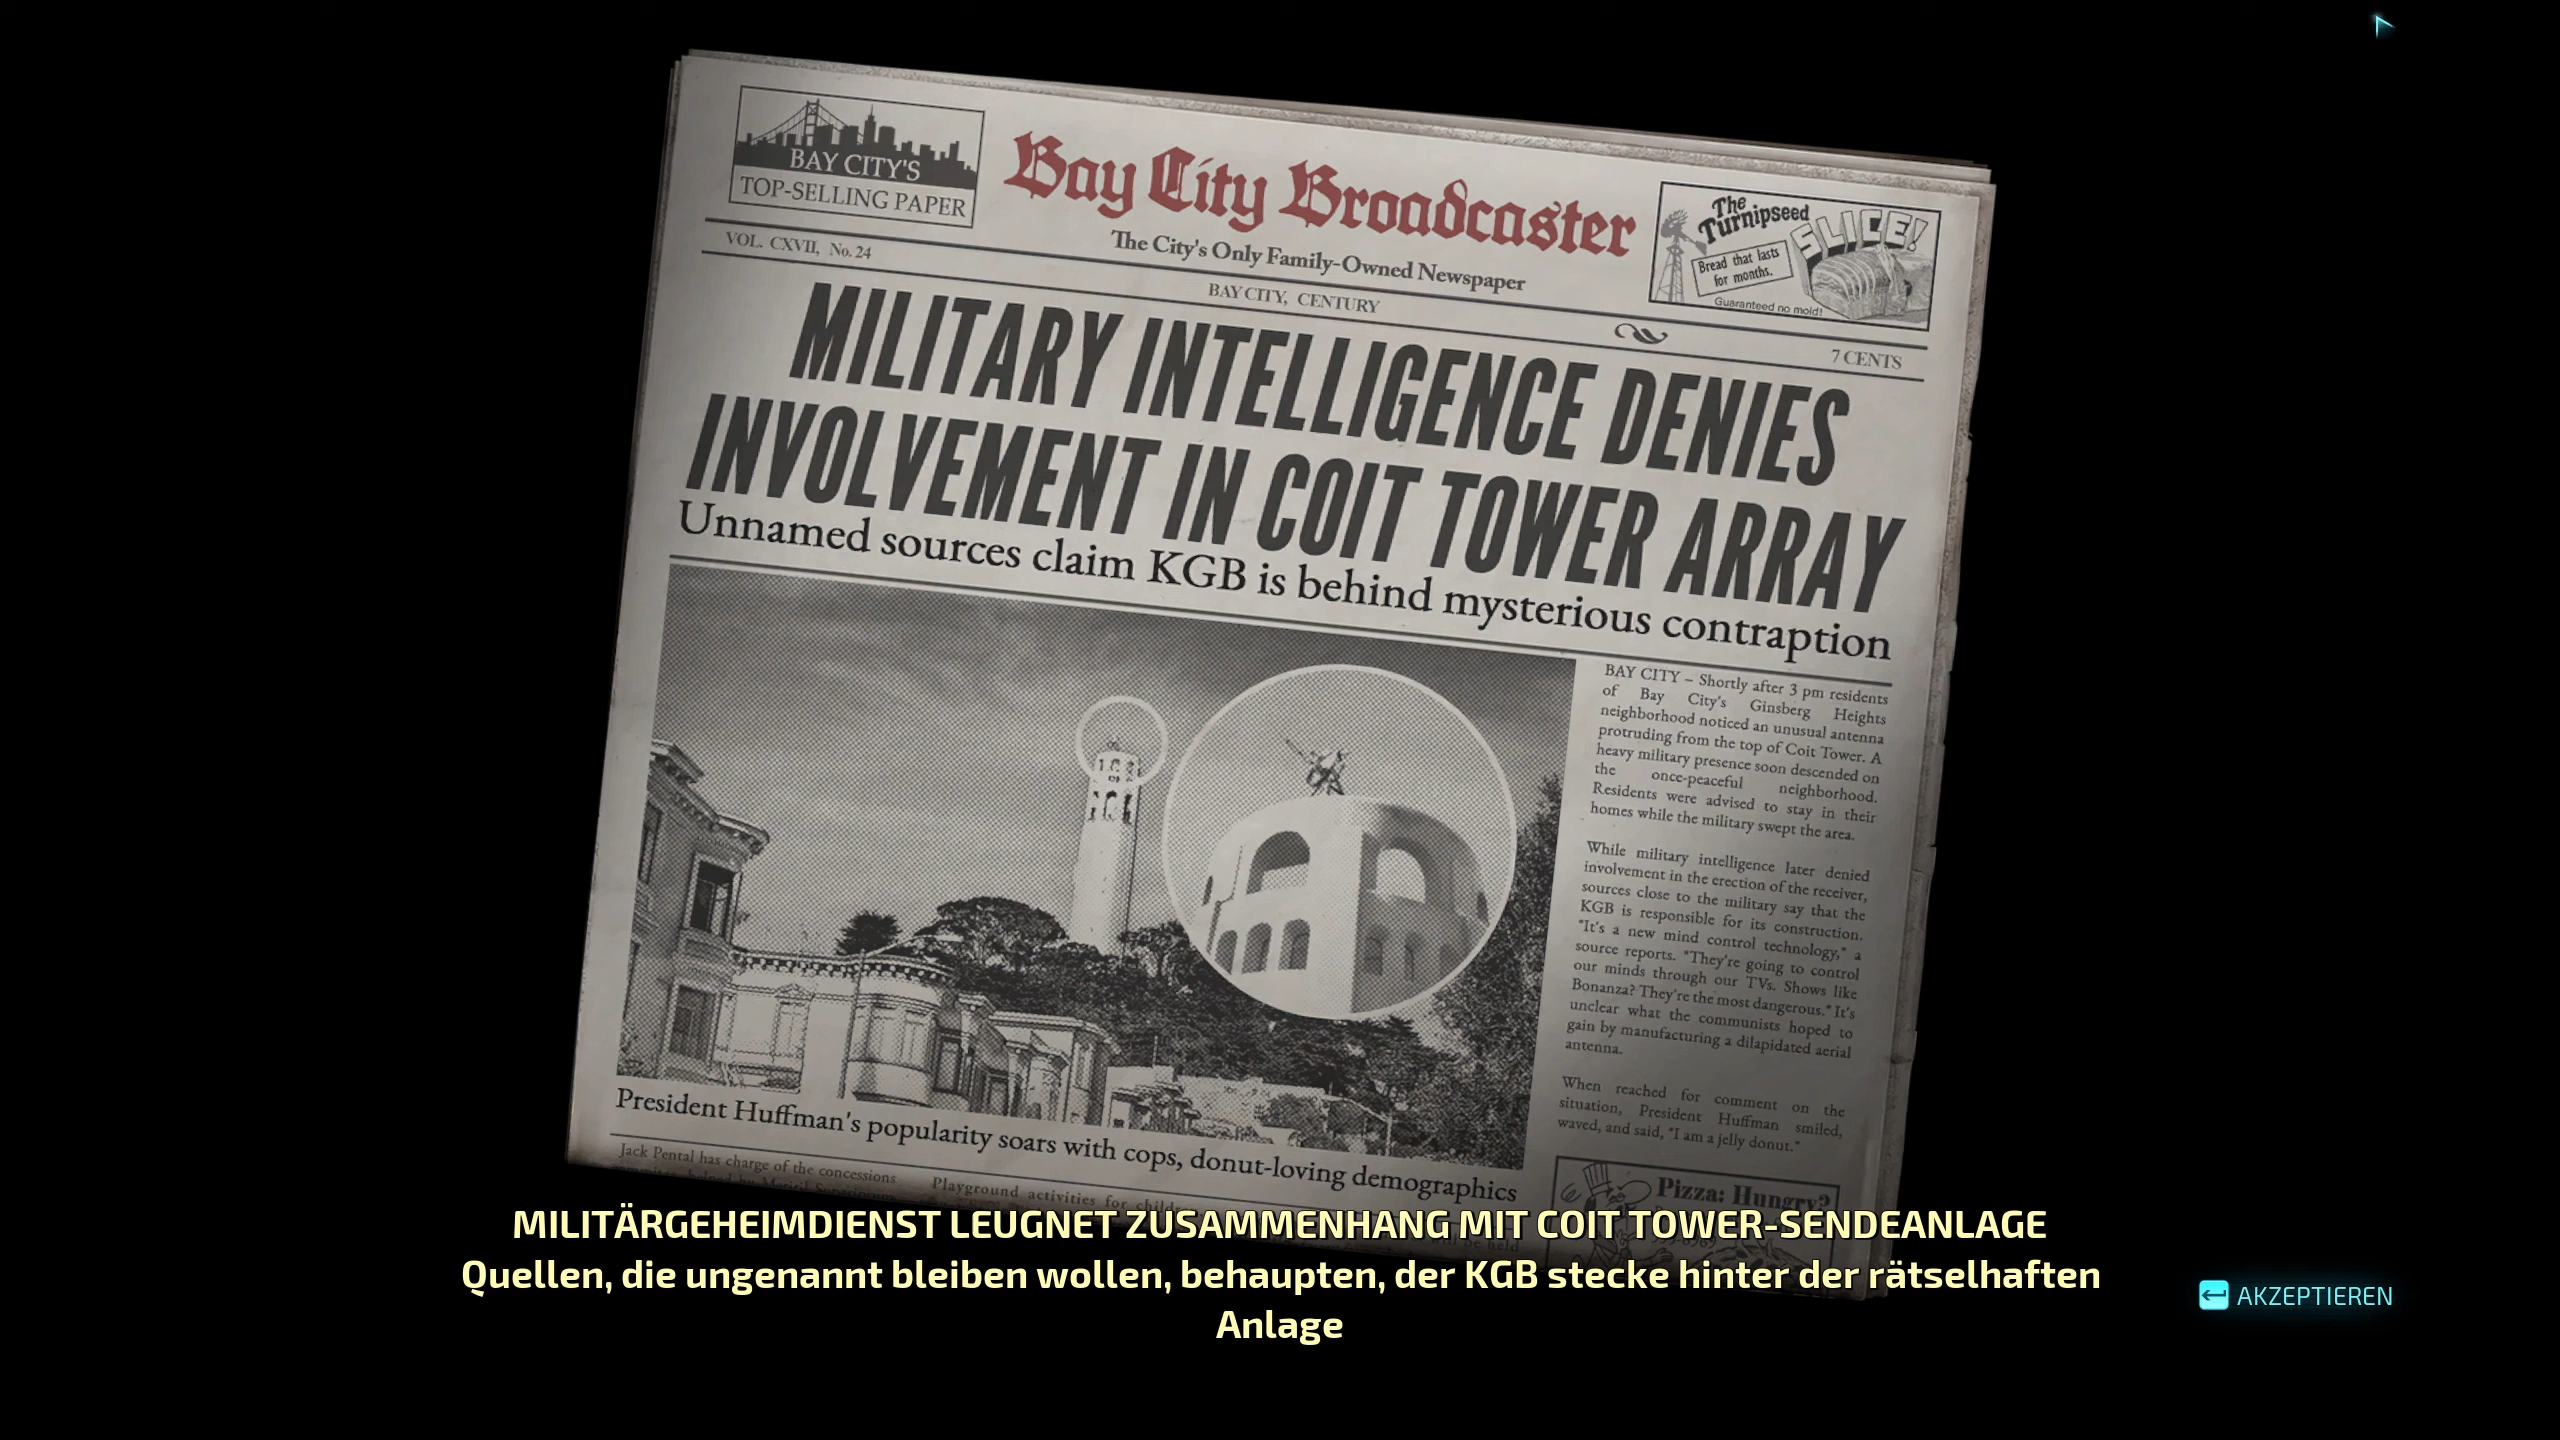 BAY CITY'S
TOP-SELLING PAPER
Bay City Broadcaster
The City's Only Family-Owned Newspaper
The
Turnipseed
SLICE!
Bread that lasts
for months.
Guaranteed no mold!
VOL. CXVII, No. 24
BAY CITY, CENTURY
7 CENTS
MILITARY INTELLIGENCE DENIES
INVOLVEMENT IN COIT TOWER ARRAY
Unnamed sources claim KGB is behind mysterious contraption
BAY CITY – Shortly after 3 pm residents
of Bay City's Ginsberg Heights
neighborhood noticed an unusual antenna
protruding from the top of Coit Tower. A
heavy military presence soon descended on
the once-peaceful neighborhood.
Residents were advised to stay in their
homes while the military swept the area.
While military intelligence later denied
involvement in the erection of the receiver,
sources close to the military say that the
KGB is responsible for its construction.
"It's a new mind control technology," a
source reports. "They're going to control
our minds through our TVs. Shows like
Bonanza? They're the most dangerous." It's
unclear what the communists hoped to
gain by manufacturing a dilapidated aerial
antenna.
When reached for comment on the
situation, President Huffman smiled,
waved, and said, "I am a jelly donut."
President Huffman's popularity soars with cops, donut-loving demographics
Jack Pental has charge of the concessions
Playground activities for
Pizza: Hungry?
MILITÄRGEHEIMDIENST LEUGNET ZUSAMMENHANG MIT COIT TOWER-SENDEANLAGE
Quellen, die ungenannt bleiben wollen, behaupten, der KGB stecke hinter der rätselhaften
Anlage
AKZEPTIEREN